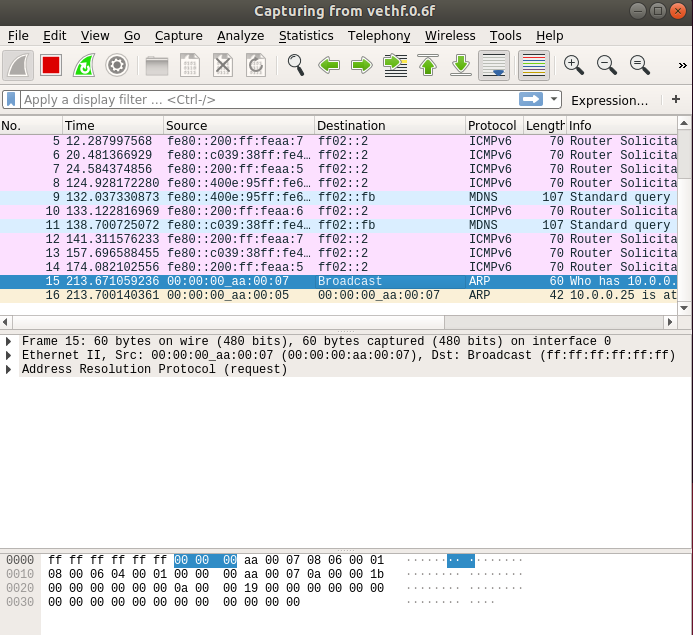 Capturing from vethf.0.6f
File Edit View Go Capture Analyze Statistics Telephony Wireless Tools Help
Apply a display filter ... <Ctrl-/> Expression... +
No. Time Source Destination Protocol Length Info
5 12.287997568 fe80::200:ff:feaa:7 ff02::2 ICMPv6 70 Router Solicita
6 20.481366929 fe80::c039:38ff:fe4… ff02::2 ICMPv6 70 Router Solicita
7 24.584374856 fe80::200:ff:feaa:5 ff02::2 ICMPv6 70 Router Solicita
8 124.928172280 fe80::400e:95ff:fe6… ff02::2 ICMPv6 70 Router Solicita
9 132.037330873 fe80::400e:95ff:fe6… ff02::fb MDNS 107 Standard query
10 133.122816969 fe80::200:ff:feaa:6 ff02::2 ICMPv6 70 Router Solicita
11 138.700725072 fe80::c039:38ff:fe4… ff02::fb MDNS 107 Standard query
12 141.311576233 fe80::200:ff:feaa:7 ff02::2 ICMPv6 70 Router Solicita
13 157.696588455 fe80::c039:38ff:fe4… ff02::2 ICMPv6 70 Router Solicita
14 174.082102556 fe80::200:ff:feaa:5 ff02::2 ICMPv6 70 Router Solicita
15 213.671059236 00:00:00_aa:00:07 Broadcast ARP 60 Who has 10.0.0.
16 213.700140361 00:00:00_aa:00:05 00:00:00_aa:00:07 ARP 42 10.0.0.25 is at
Frame 15: 60 bytes on wire (480 bits), 60 bytes captured (480 bits) on interface 0
Ethernet II, Src: 00:00:00_aa:00:07 (00:00:00:aa:00:07), Dst: Broadcast (ff:ff:ff:ff:ff:ff)
Address Resolution Protocol (request)
0000 ff ff ff ff ff ff 00 00 00 aa 00 07 08 06 00 01 ················
0010 08 00 06 04 00 01 00 00 00 aa 00 07 0a 00 00 1b ················
0020 00 00 00 00 00 00 0a 00 00 19 00 00 00 00 00 00 ················
0030 00 00 00 00 00 00 00 00 00 00 00 00 ············